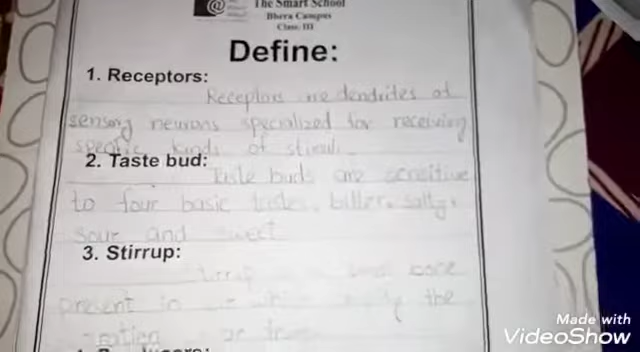 The Smart School
Bhera Campus
Class: III
Define:
1. Receptors:
Receptors are dendrites of
sensory neurons specialized for receiving
specific kinds of stimuli.
2. Taste bud:
Taste buds are sensitive
to four basic tastes, bitter, salty,
sour and sweet
3. Stirrup:
bone
present in the
Made with
VideoShow